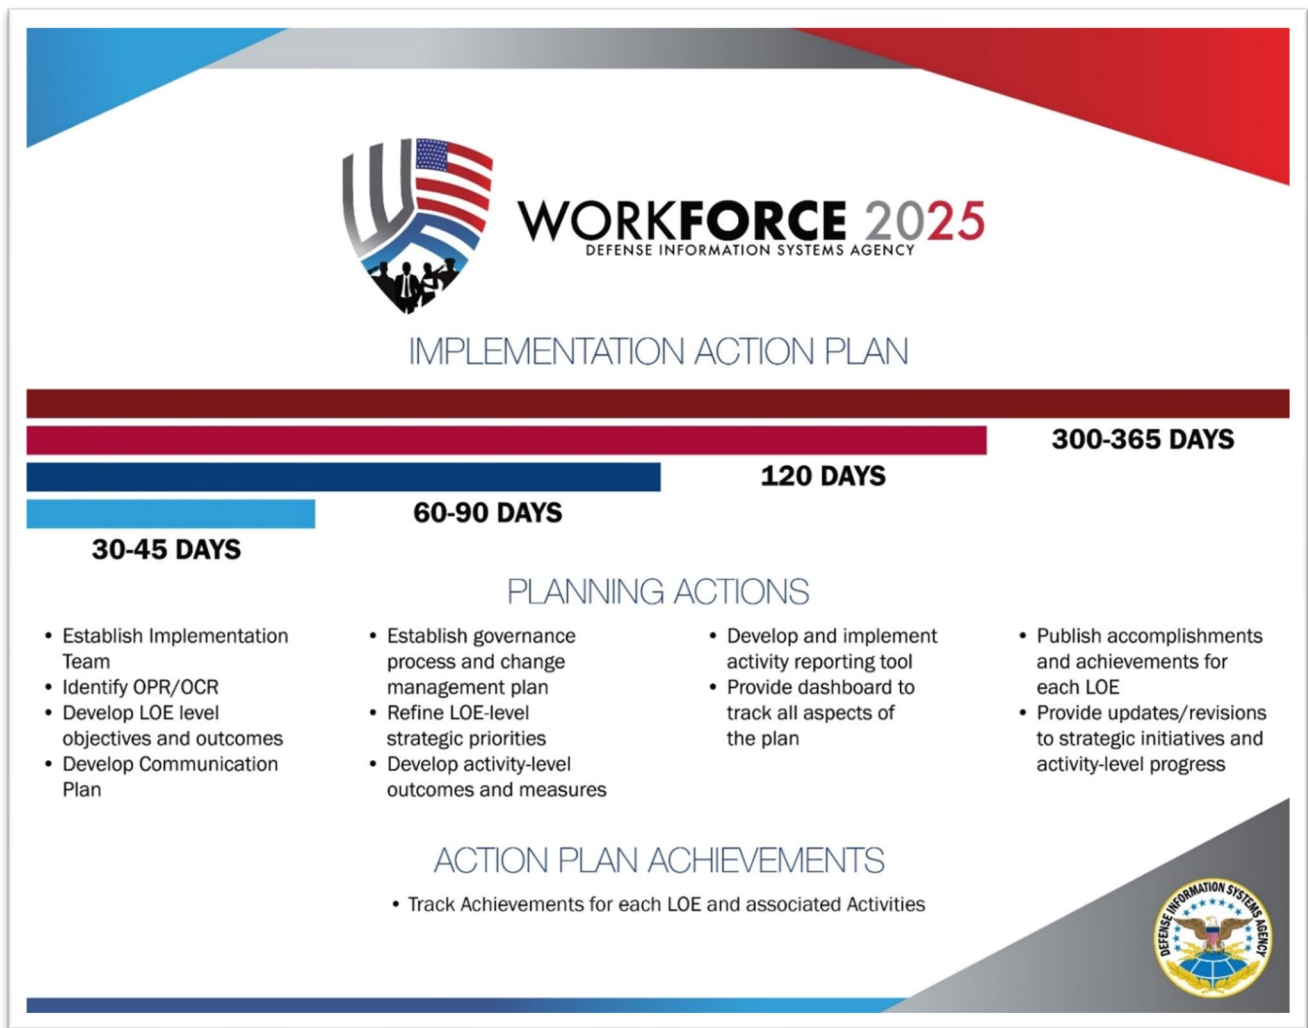 WORKFORCE 2025
DEFENSE INFORMATION SYSTEMS AGENCY
IMPLEMENTATION ACTION PLAN
300-365 DAYS
120 DAYS
60-90 DAYS
30-45 DAYS
PLANNING ACTIONS
• Establish Implementation
Team
• Identify OPR/OCR
• Develop LOE level
objectives and outcomes
• Develop Communication
Plan
• Establish governance
process and change
management plan
• Refine LOE-level
strategic priorities
• Develop activity-level
outcomes and measures
• Develop and implement
activity reporting tool
• Provide dashboard to
track all aspects of
the plan
• Publish accomplishments
and achievements for
each LOE
• Provide updates/revisions
to strategic initiatives and
activity-level progress
ACTION PLAN ACHIEVEMENTS
• Track Achievements for each LOE and associated Activities
DEFENSE INFORMATION SYSTEMS AGENCY